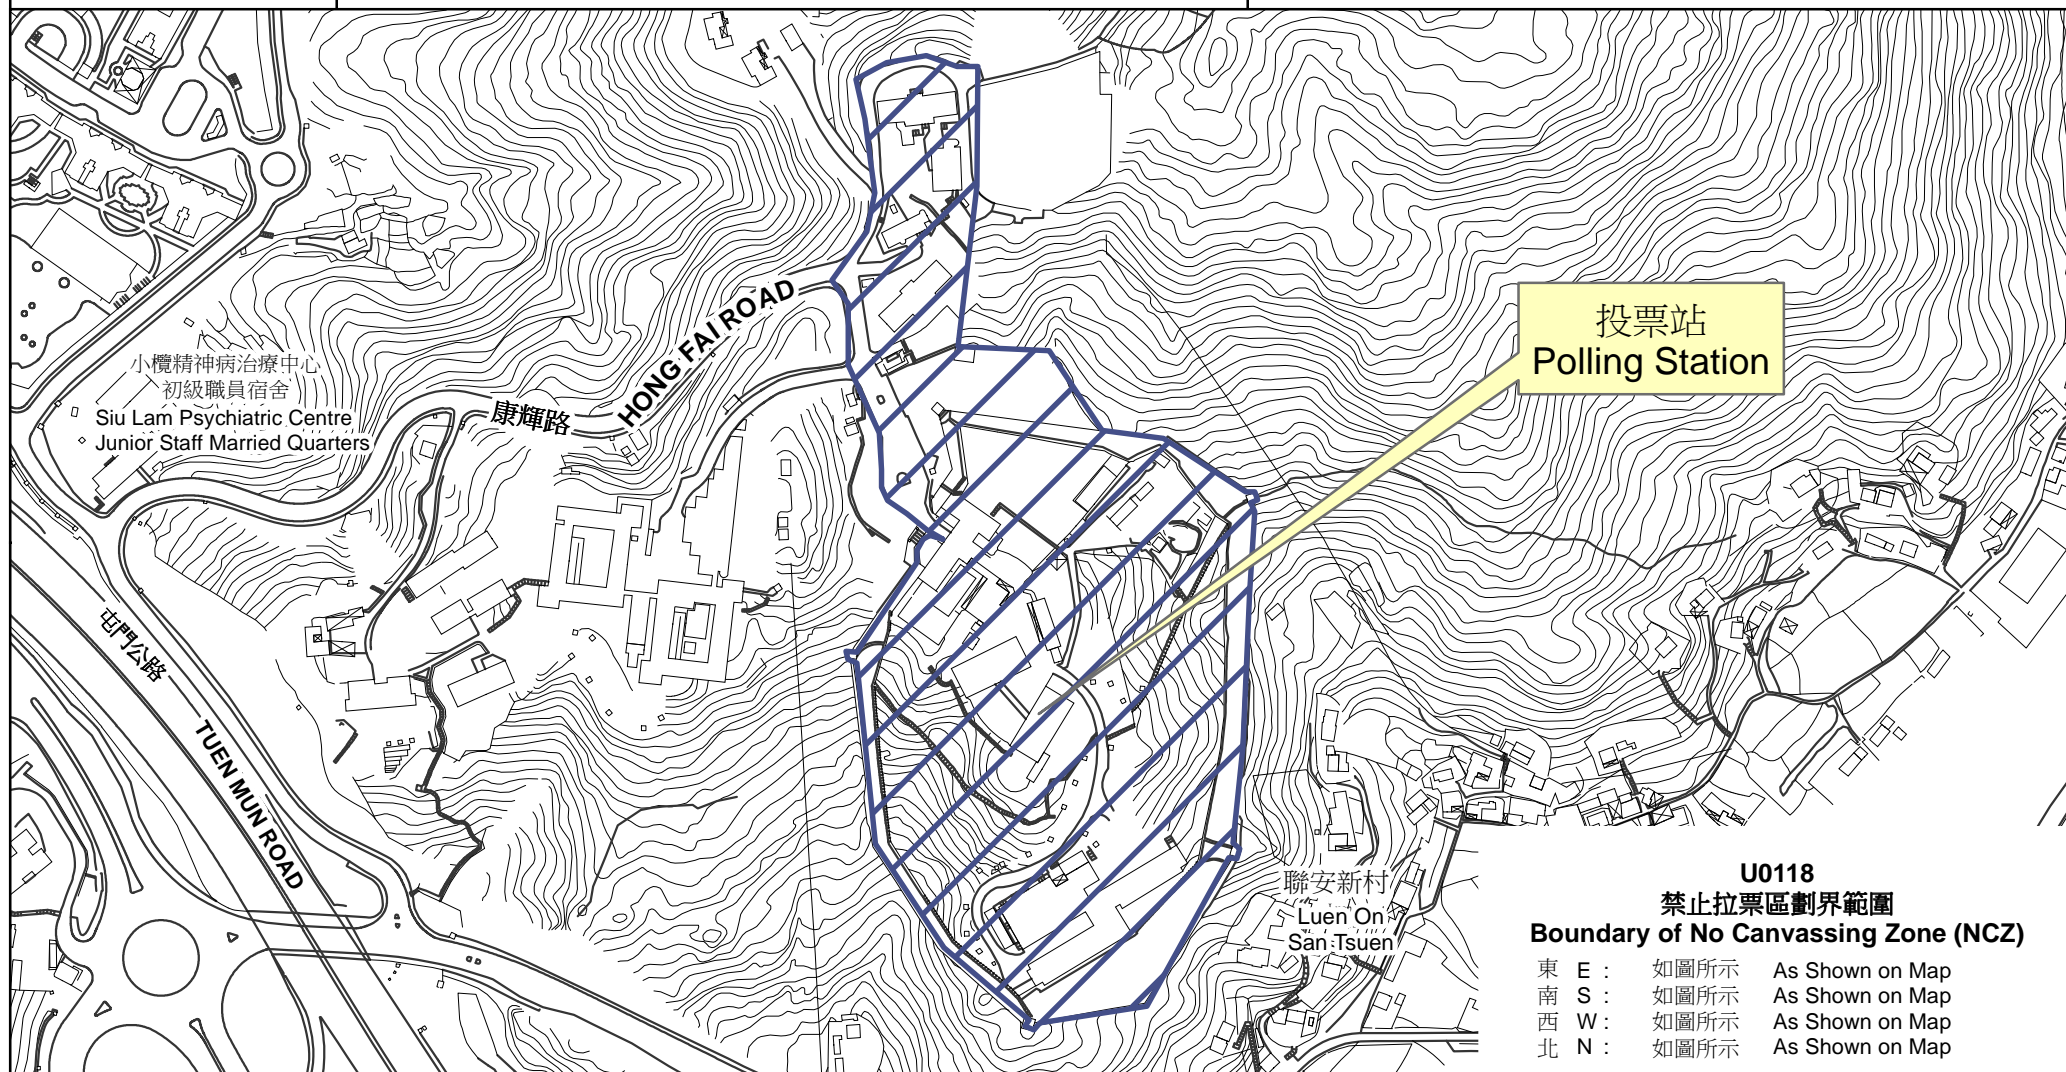 投票站
Polling Station
HONG FAI ROAD
康輝路
小欖精神病治療中心
初級職員宿舍
Siu Lam Psychiatric Centre
Junior Staff Married Quarters
屯門公路
TUEN MUN ROAD
聯安新村
Luen On
San Tsuen
U0118
禁止拉票區劃界範圍
Boundary of No Canvassing Zone (NCZ)
東 E : 如圖所示 As Shown on Map
南 S : 如圖所示 As Shown on Map
西 W : 如圖所示 As Shown on Map
北 N : 如圖所示 As Shown on Map